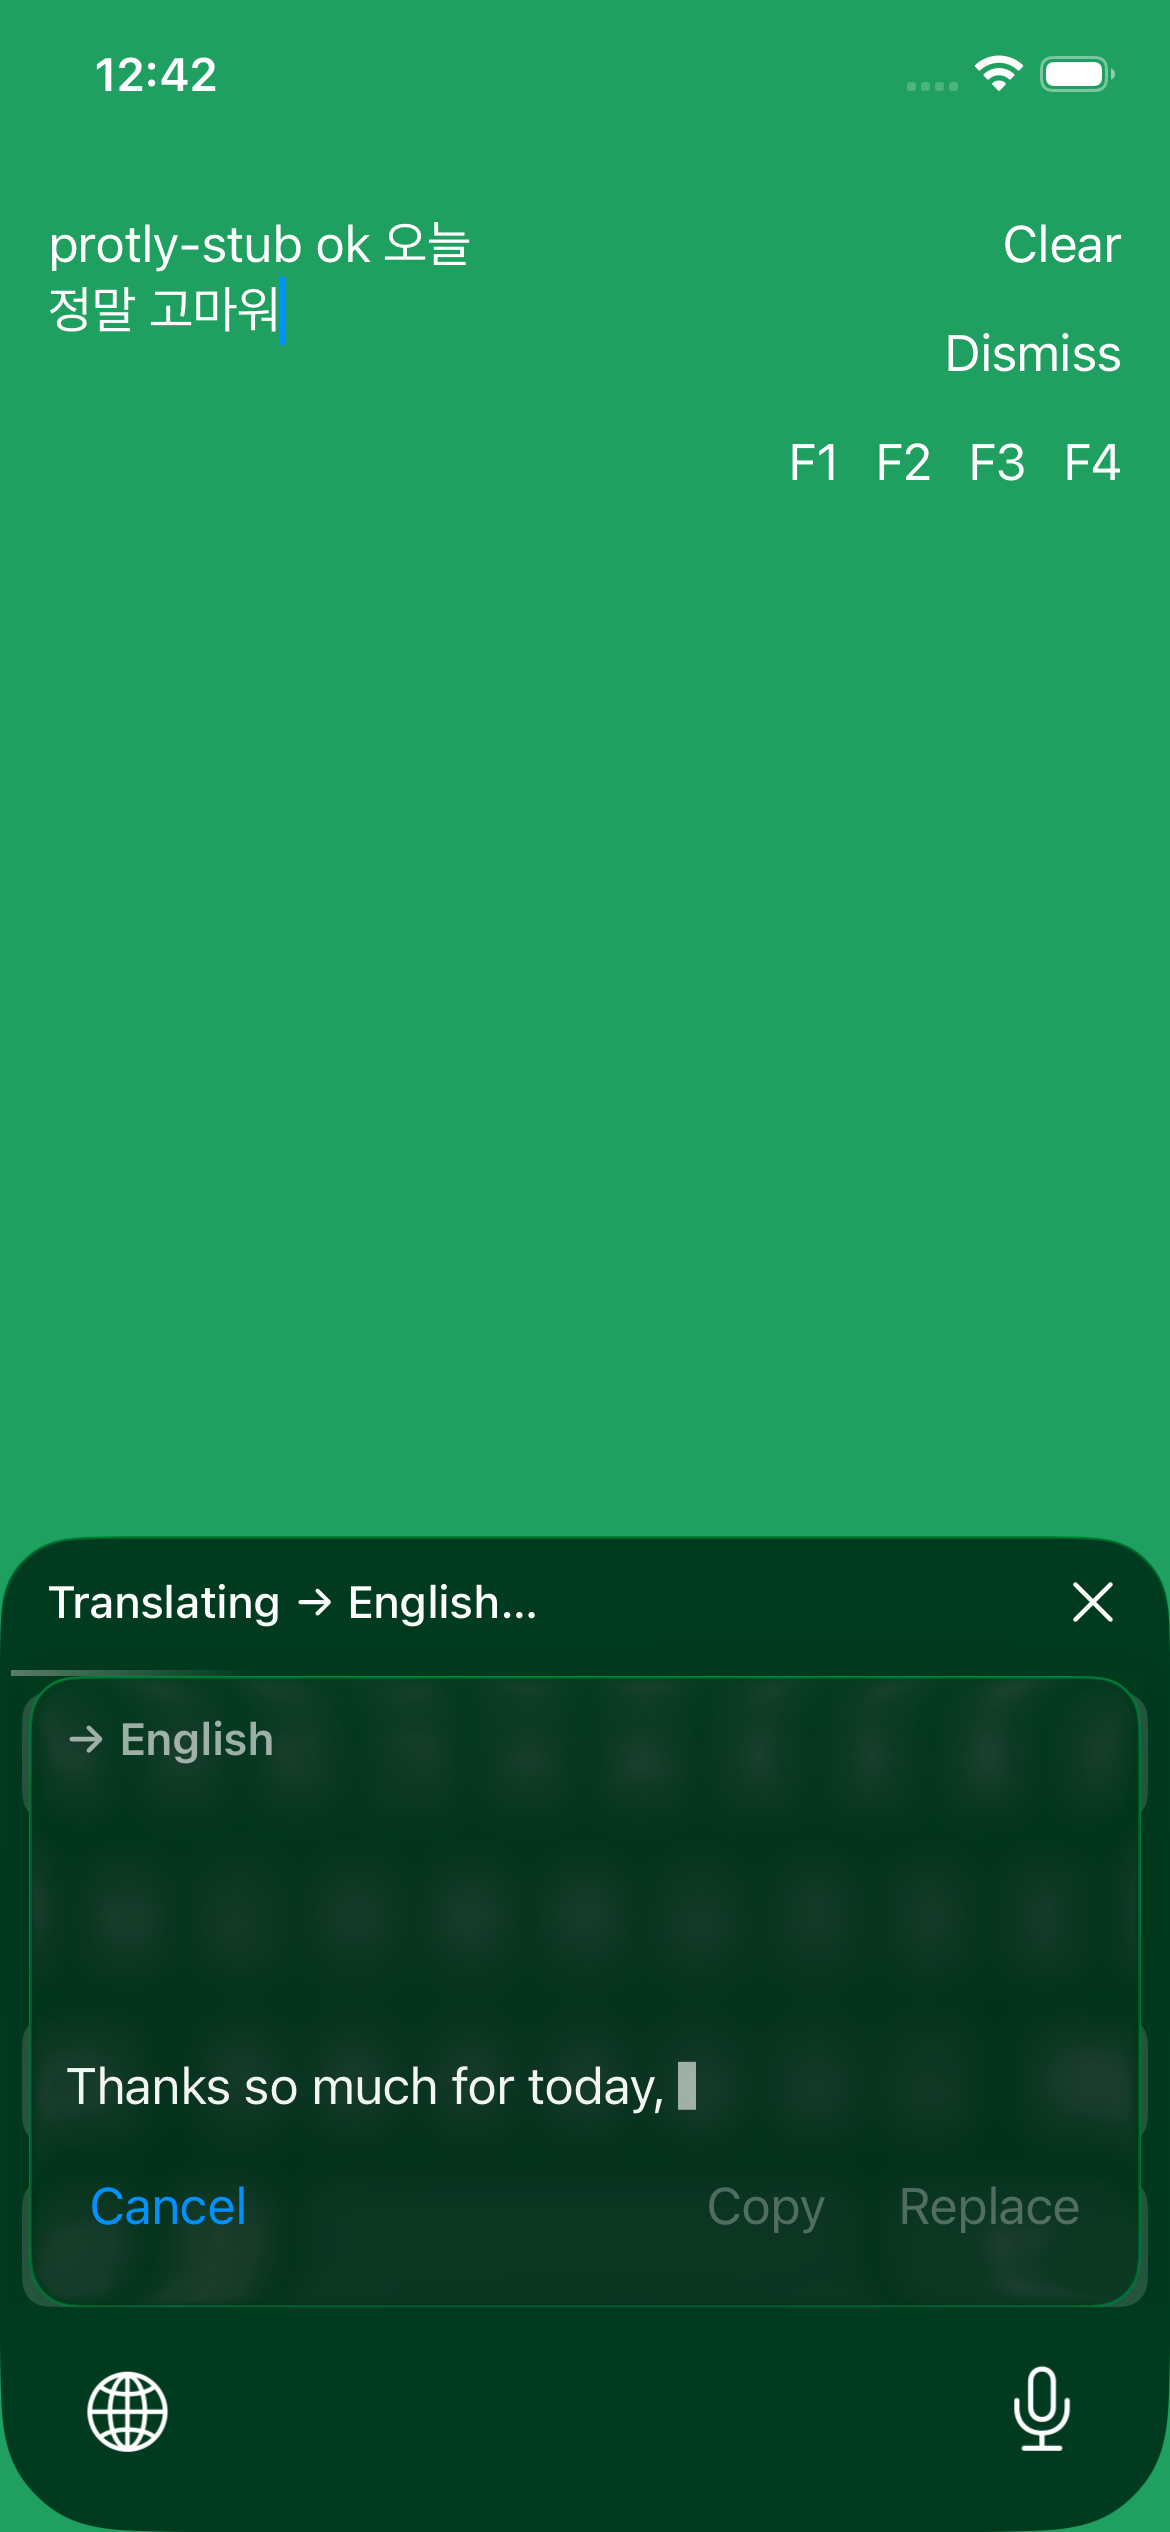 12:42
protly-stub ok 오늘
정말 고마워
Clear
Dismiss
F1 F2 F3 F4
Translating → English...
→ English
Thanks so much for today,
Cancel
Copy
Replace